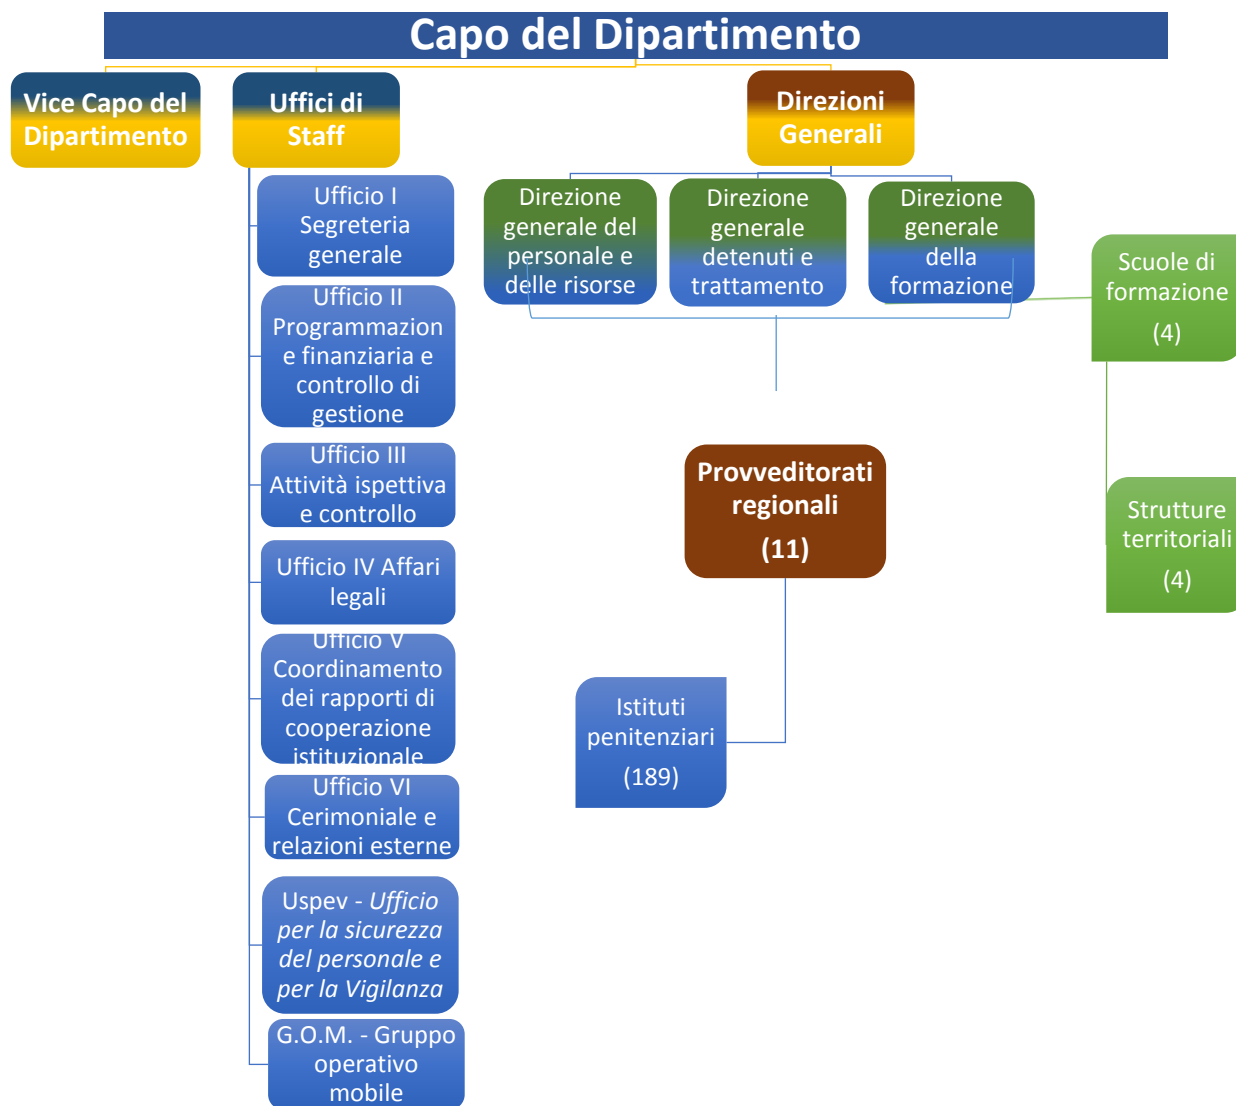 Capo del Dipartimento
Vice Capo del
Dipartimento
Uffici di
Staff
Direzioni
Generali
Ufficio I
Segreteria
generale
Ufficio II
Programmazion
e finanziaria e
controllo di
gestione
Ufficio III
Attività ispettiva
e controllo
Ufficio IV Affari
legali
Ufficio V
Coordinamento
dei rapporti di
cooperazione
istituzionale
Ufficio VI
Cerimoniale e
relazioni esterne
Uspev - Ufficio
per la sicurezza
del personale e
per la Vigilanza
G.O.M. - Gruppo
operativo
mobile
Direzione
generale del
personale e
delle risorse
Direzione
generale
detenuti e
trattamento
Direzione
generale
della
formazione
Scuole di
formazione
(4)
Strutture
territoriali
(4)
Provveditorati
regionali
(11)
Istituti
penitenziari
(189)